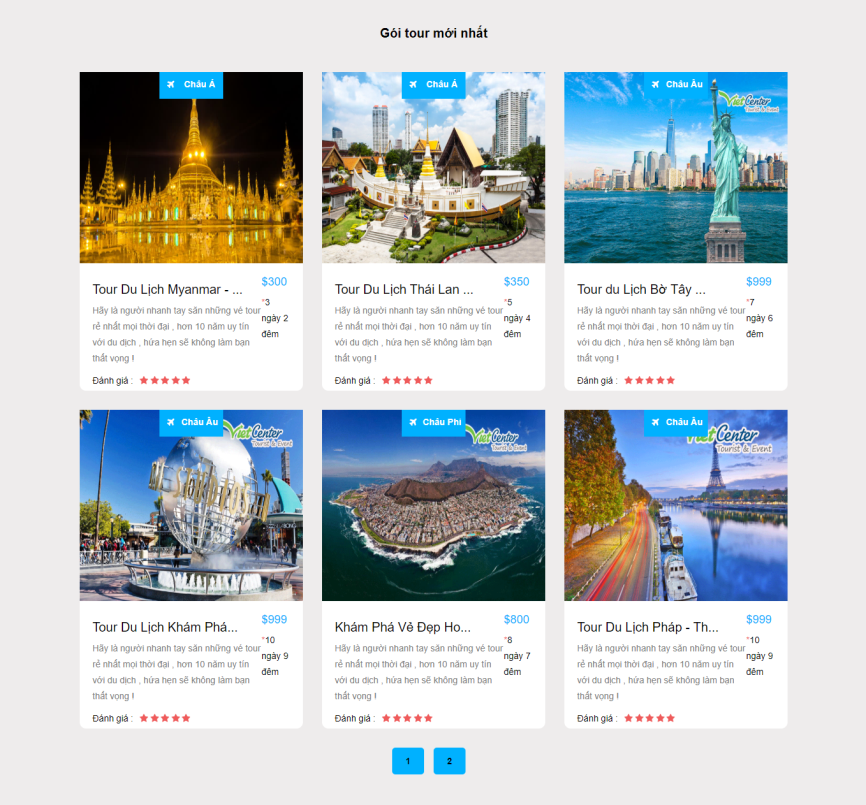 Gói tour mới nhất
Châu Á
Châu Á
Châu Âu
VietCenter
Tourist & Event
Tour Du Lịch Myanmar - ...
$300
Hãy là người nhanh tay săn những vé tour
rẻ nhất mọi thời đại , hơn 10 năm uy tín
với du dịch , hứa hẹn sẽ không làm bạn
thất vọng !
*3
ngày 2
đêm
Đánh giá :
Tour Du Lịch Thái Lan ...
$350
Hãy là người nhanh tay săn những vé tour
rẻ nhất mọi thời đại , hơn 10 năm uy tín
với du dịch , hứa hẹn sẽ không làm bạn
thất vọng !
*5
ngày 4
đêm
Đánh giá :
Tour du Lịch Bờ Tây ...
$999
Hãy là người nhanh tay săn những vé tour
rẻ nhất mọi thời đại , hơn 10 năm uy tín
với du dịch , hứa hẹn sẽ không làm bạn
thất vọng !
*7
ngày 6
đêm
Đánh giá :
Châu Âu
VietCenter
Tourist & Event
Châu Phi
VietCenter
Tourist & Event
Châu Âu
VietCenter
Tourist & Event
Tour Du Lịch Khám Phá...
$999
Hãy là người nhanh tay săn những vé tour
rẻ nhất mọi thời đại , hơn 10 năm uy tín
với du dịch , hứa hẹn sẽ không làm bạn
thất vọng !
*10
ngày 9
đêm
Đánh giá :
Khám Phá Vẻ Đẹp Ho...
$800
Hãy là người nhanh tay săn những vé tour
rẻ nhất mọi thời đại , hơn 10 năm uy tín
với du dịch , hứa hẹn sẽ không làm bạn
thất vọng !
*8
ngày 7
đêm
Đánh giá :
Tour Du Lịch Pháp - Th...
$999
Hãy là người nhanh tay săn những vé tour
rẻ nhất mọi thời đại , hơn 10 năm uy tín
với du dịch , hứa hẹn sẽ không làm bạn
thất vọng !
*10
ngày 9
đêm
Đánh giá :
1
2